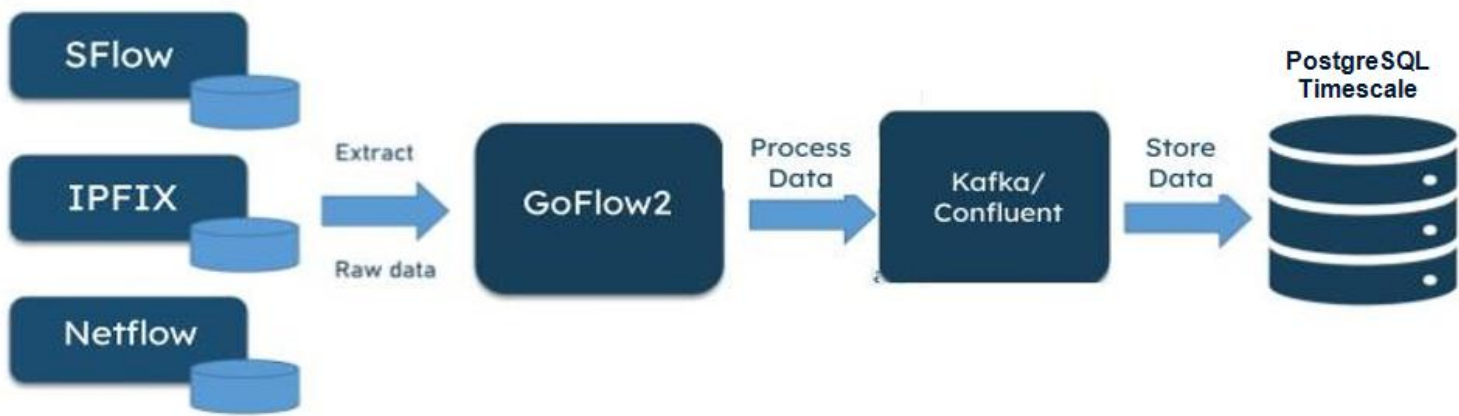 SFlow
IPFIX
Netflow
Extract
Raw data
GoFlow2
Process
Data
Kafka/
Confluent
a
Store
Data
PostgreSQL
Timescale